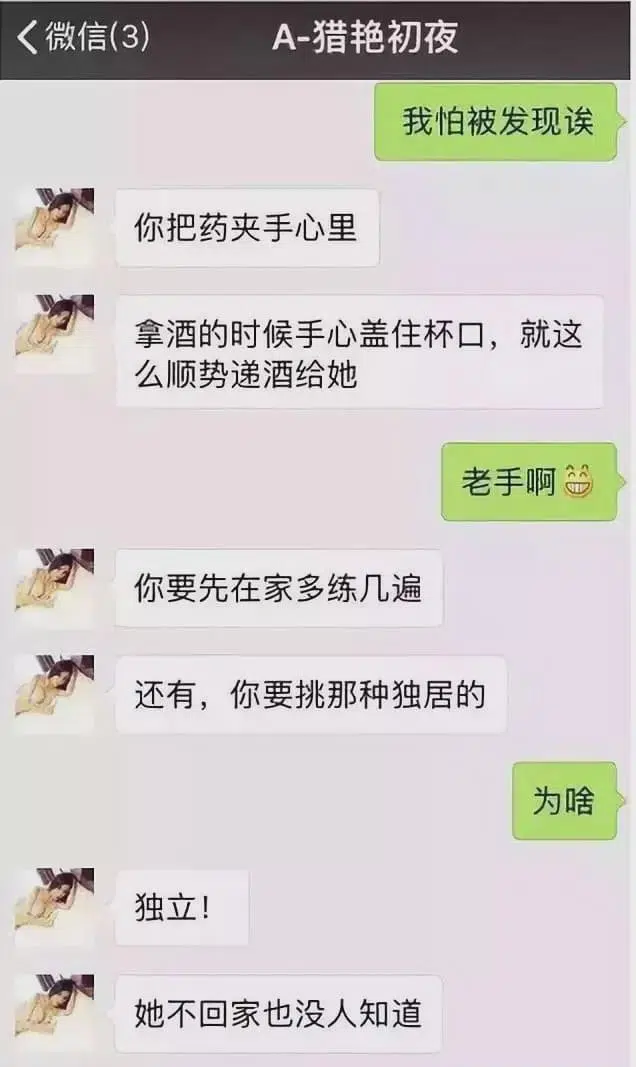 微信(3)
A-猎艳初夜
我怕被发现诶
你把药夹手心里
拿酒的时候手心盖住杯口，就这
么顺势递酒给她
老手啊😁
你要先在家多练几遍
还有，你要挑那种独居的
为啥
独立！
她不回家也没人知道